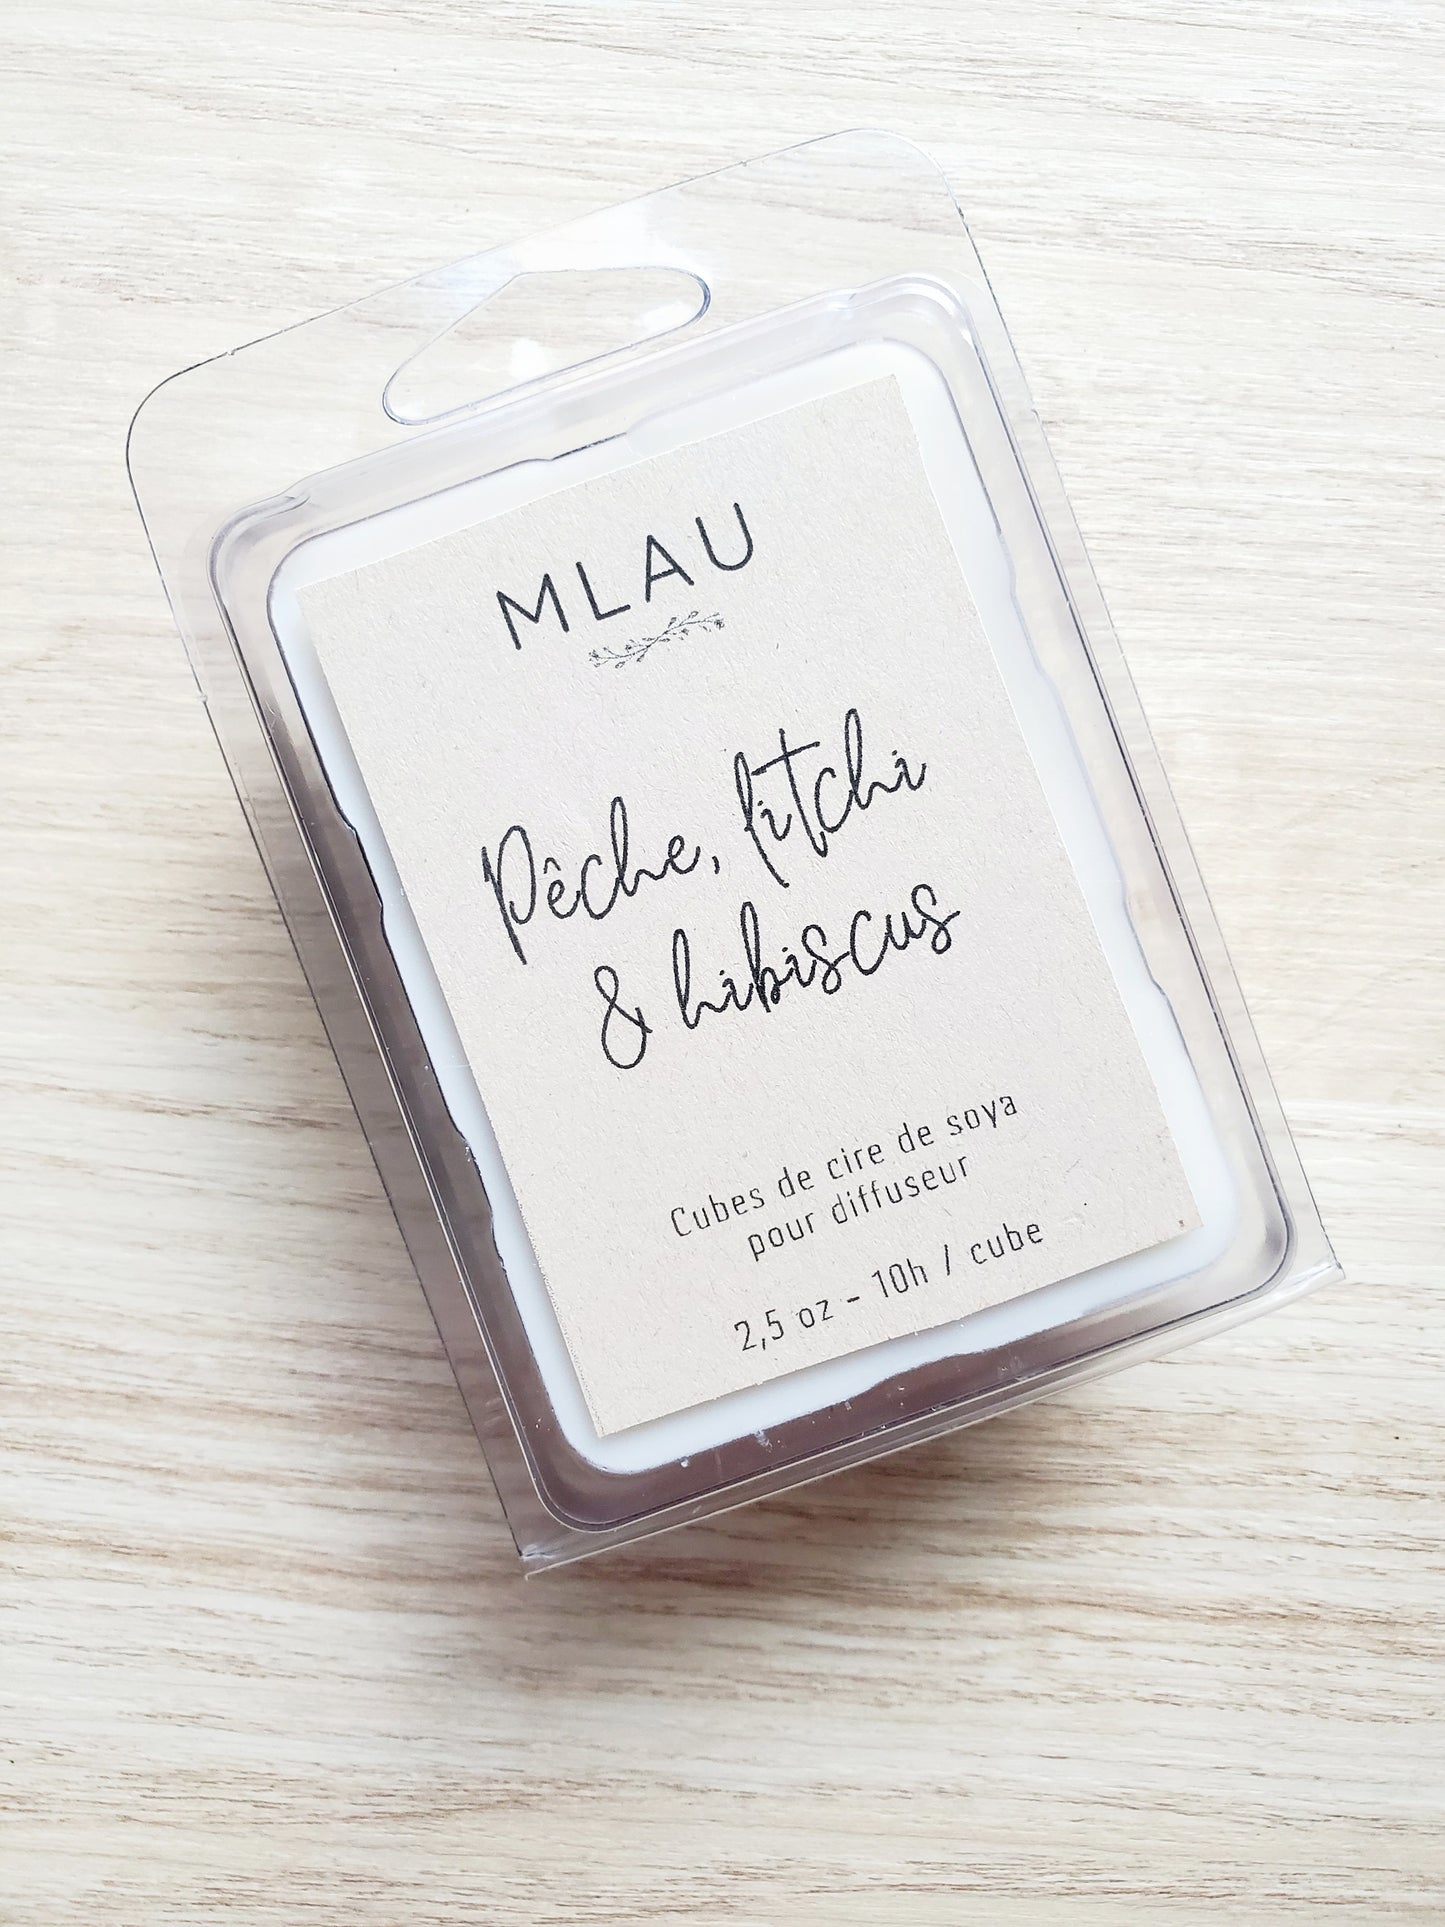 MLAU
Pêche, litchi
& hibiscus
Cubes de cire de soya
pour diffuseur
2,5 oz - 10h / cube